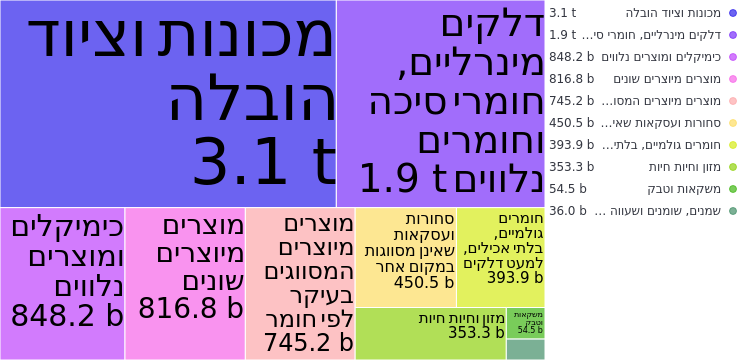 מכונות וציוד
הובלה
3.1 t
דלקים
מינרליים,
חומרי סיכה
וחומרים
נלווים 1.9 t
כימיקלים
ומוצרים
נלווים
848.2 b
מוצרים
מיוצרים
שונים
816.8 b
מוצרים
מיוצרים
המסווגים
בעיקר
לפי חומר
745.2 b
סחורות
ועסקאות
שאינן מסווגות
במקום אחר
450.5 b
חומרים
גולמיים,
בלתי אכילים,
למעט דלקים
393.9 b
מזון וחיות חיות
353.3 b
משקאות
וטבק
54.5 b
מכונות וציוד הובלה 3.1 t
דלקים מינרליים, חומרי סי... 1.9 t
כימיקלים ומוצרים נלווים 848.2 b
מוצרים מיוצרים שונים 816.8 b
מוצרים מיוצרים המסו... 745.2 b
סחורות ועסקאות שאי... 450.5 b
חומרים גולמיים, בלתי... 393.9 b
מזון וחיות חיות 353.3 b
משקאות וטבק 54.5 b
שמנים, שומנים ושעווה ... 36.0 b